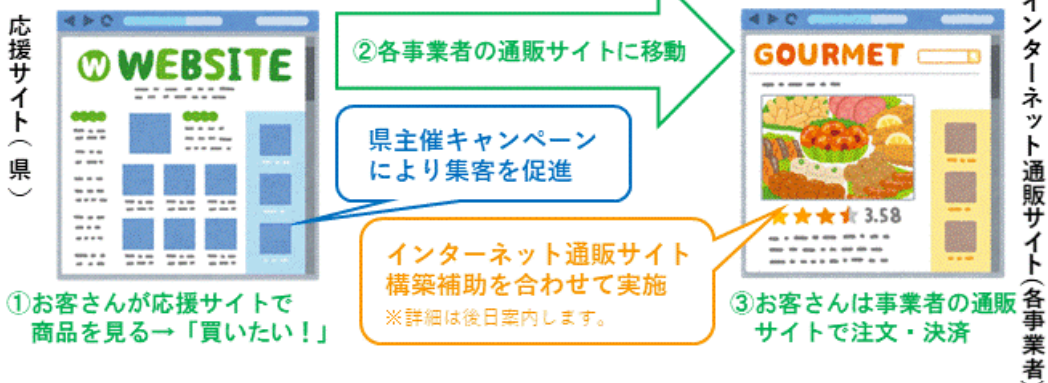 応援サイト(県)
WEBSITE
②各事業者の通販サイトに移動
県主催キャンペーン
により集客を促進
インターネット通販サイト
構築補助を合わせて実施
※詳細は後日案内します。
①お客さんが応援サイトで
商品を見る→「買いたい!」
GOURMET
3.58
③お客さんは事業者の通販
サイトで注文・決済
インターネット通販サイト(各事業者)